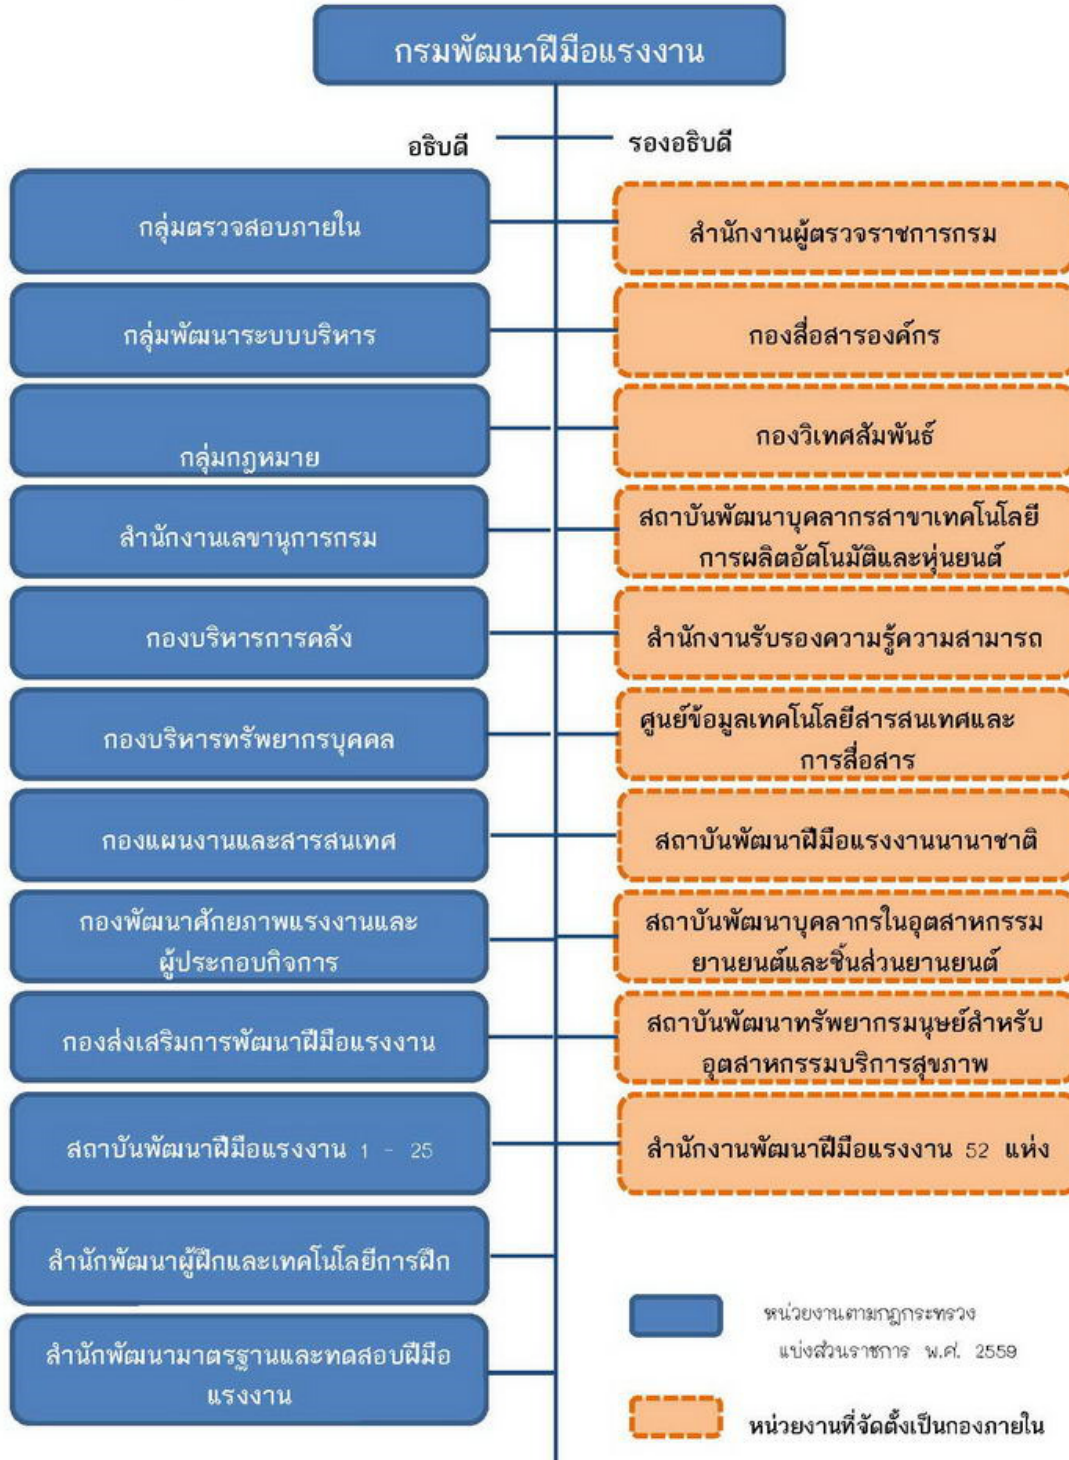 กรมพัฒนาฝีมือแรงงาน
อธิบดี
รองอธิบดี
กลุ่มตรวจสอบภายใน
สำนักงานผู้ตรวจราชการกรม
กลุ่มพัฒนาระบบบริหาร
กองสื่อสารองค์กร
กลุ่มกฎหมาย
กองวิเทศสัมพันธ์
สำนักงานเลขานุการกรม
สถาบันพัฒนาบุคลากรสาขาเทคโนโลยี
การผลิตอัตโนมัติและหุ่นยนต์
กองบริหารการคลัง
สำนักงานรับรองความรู้ความสามารถ
กองบริหารทรัพยากรบุคคล
ศูนย์ข้อมูลเทคโนโลยีสารสนเทศและ
การสื่อสาร
กองแผนงานและสารสนเทศ
สถาบันพัฒนาฝีมือแรงงานนานาชาติ
กองพัฒนาศักยภาพแรงงานและ
ผู้ประกอบกิจการ
สถาบันพัฒนาบุคลากรในอุตสาหกรรม
ยานยนต์และชิ้นส่วนยานยนต์
กองส่งเสริมการพัฒนาฝีมือแรงงาน
สถาบันพัฒนาทรัพยากรมนุษย์สำหรับ
อุตสาหกรรมบริการสุขภาพ
สถาบันพัฒนาฝีมือแรงงาน 1 - 25
สำนักงานพัฒนาฝีมือแรงงาน 52 แห่ง
สำนักพัฒนาผู้ฝึกและเทคโนโลยีการฝึก
สำนักพัฒนามาตรฐานและทดสอบฝีมือ
แรงงาน
หน่วยงานตามกฎกระทรวง
แบ่งส่วนราชการ พ.ศ. 2559
หน่วยงานที่จัดตั้งเป็นกองภายใน